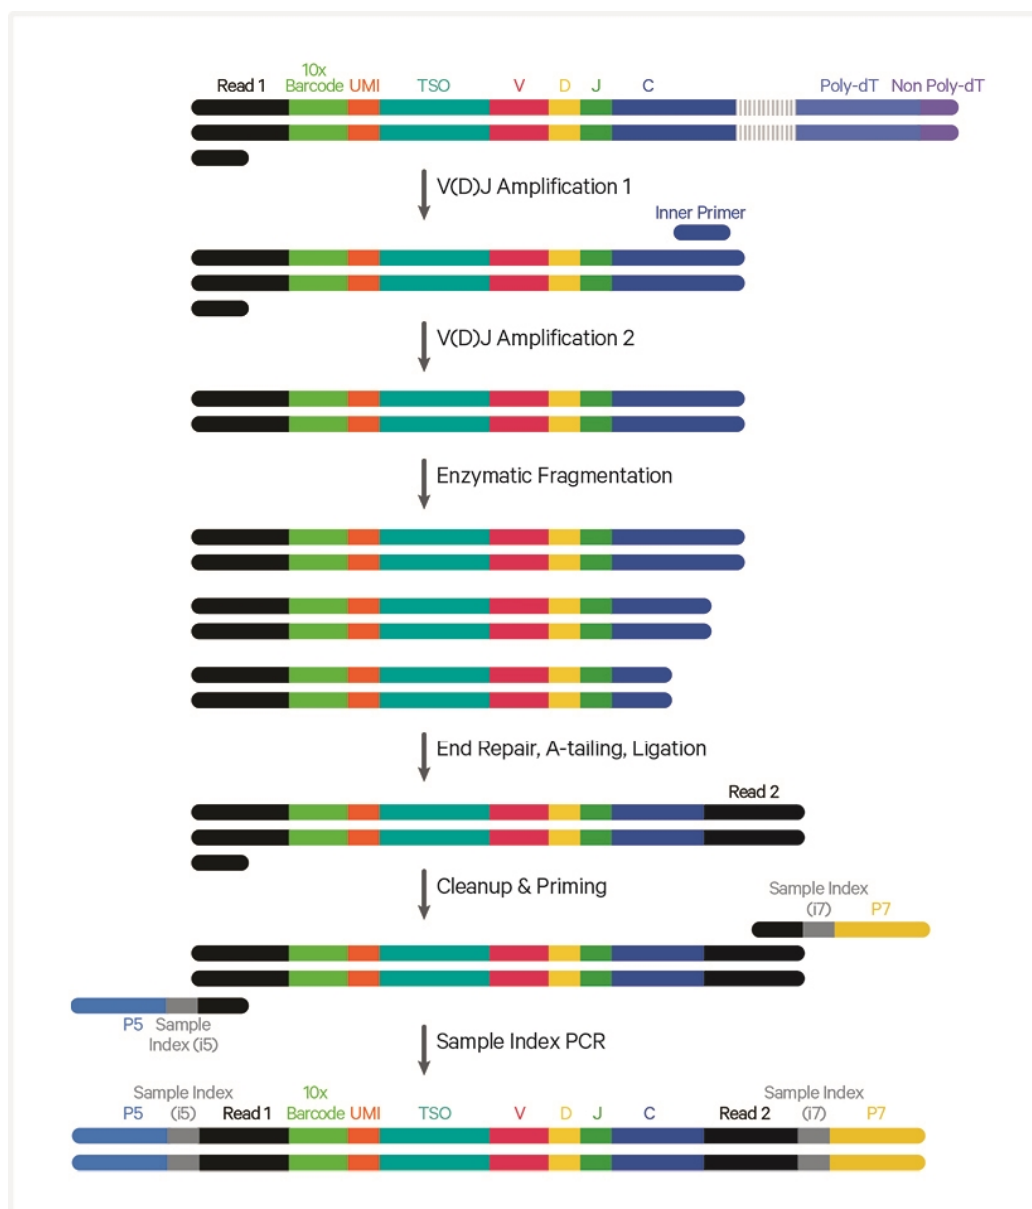 10x
Read 1 Barcode UMI TSO V D J C Poly-dT Non Poly-dT
V(D)J Amplification 1
Inner Primer
V(D)J Amplification 2
Enzymatic Fragmentation
End Repair, A-tailing, Ligation
Read 2
Cleanup & Priming
Sample Index
(i7) P7
P5 Sample
Index (i5)
Sample Index PCR
Sample Index 10x Sample Index
P5 (i5) Read 1 Barcode UMI TSO V D J C Read 2 (i7) P7